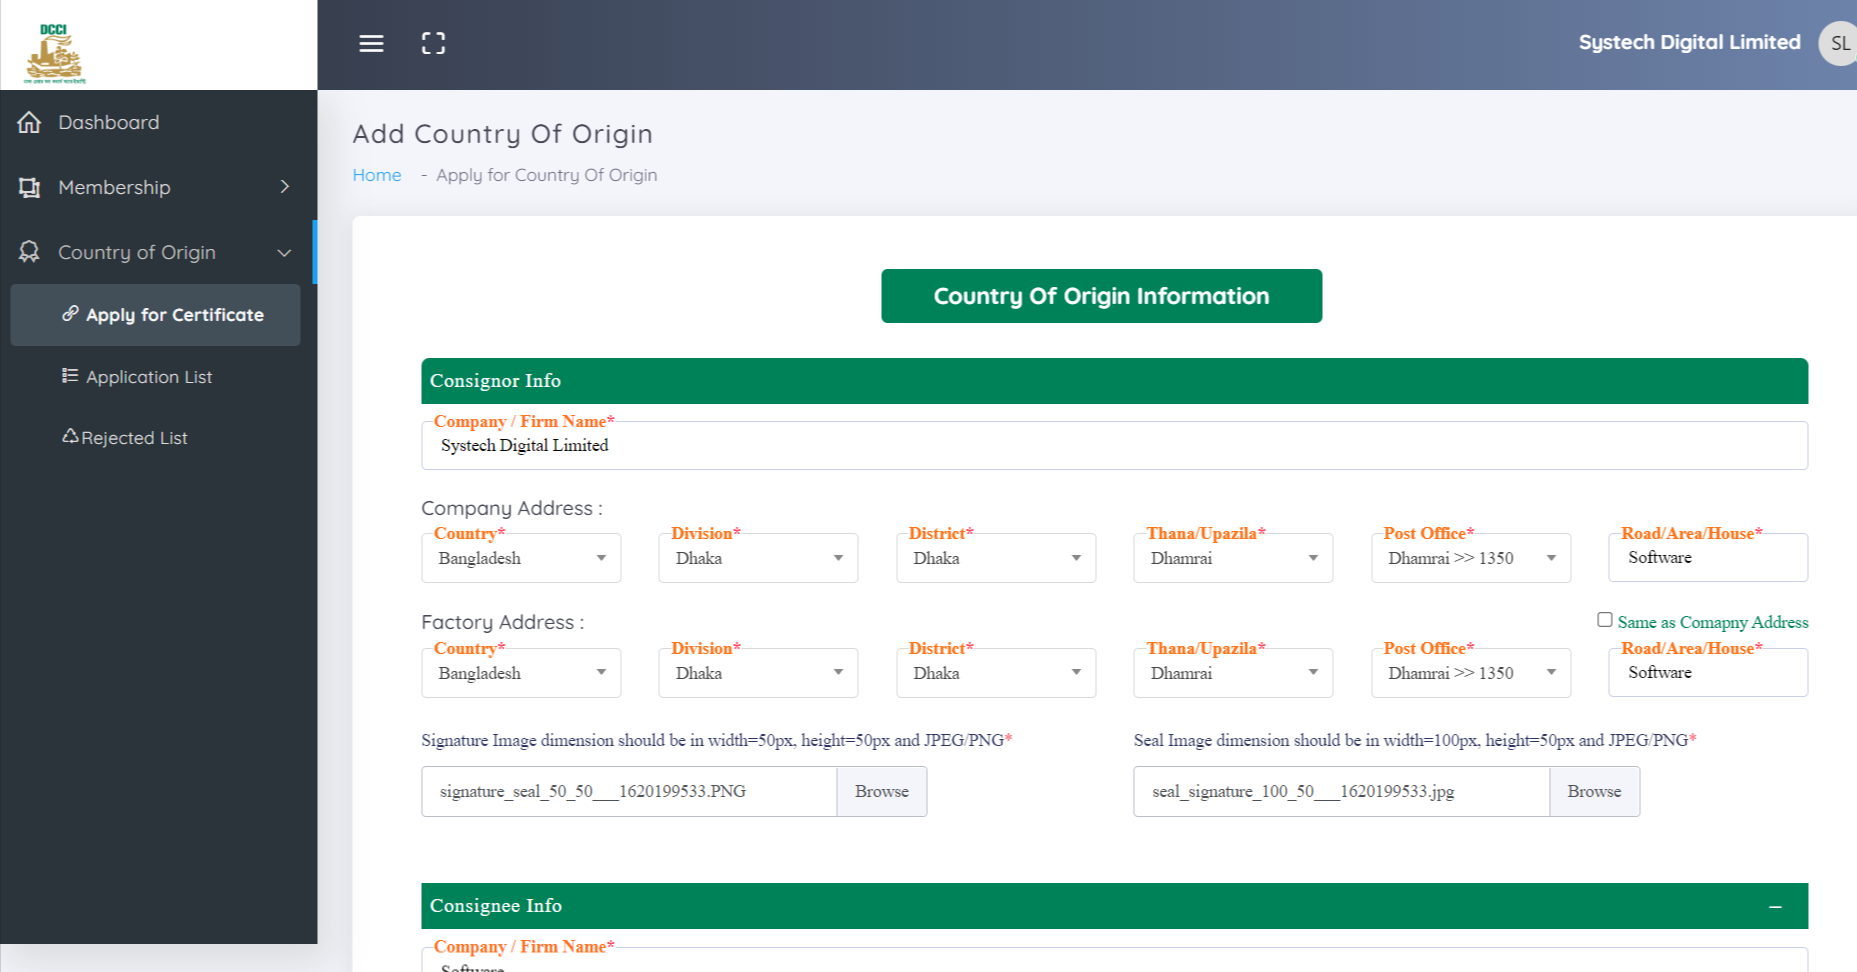 DCCI
Systech Digital Limited
SL
Dashboard
Membership
Country of Origin
Apply for Certificate
Application List
Rejected List
Add Country Of Origin
Home - Apply for Country Of Origin
Country Of Origin Information
Consignor Info
Company / Firm Name*
Systech Digital Limited
Company Address :
Country* Division* District* Thana/Upazila* Post Office* Road/Area/House*
Bangladesh Dhaka Dhaka Dhamrai Dhamrai >> 1350 Software
Factory Address : Same as Comapny Address
Country* Division* District* Thana/Upazila* Post Office* Road/Area/House*
Bangladesh Dhaka Dhaka Dhamrai Dhamrai >> 1350 Software
Signature Image dimension should be in width=50px, height=50px and JPEG/PNG* Seal Image dimension should be in width=100px, height=50px and JPEG/PNG*
signature_seal_50_50___1620199533.PNG Browse seal_signature_100_50___1620199533.jpg Browse
Consignee Info
Company / Firm Name*
Software